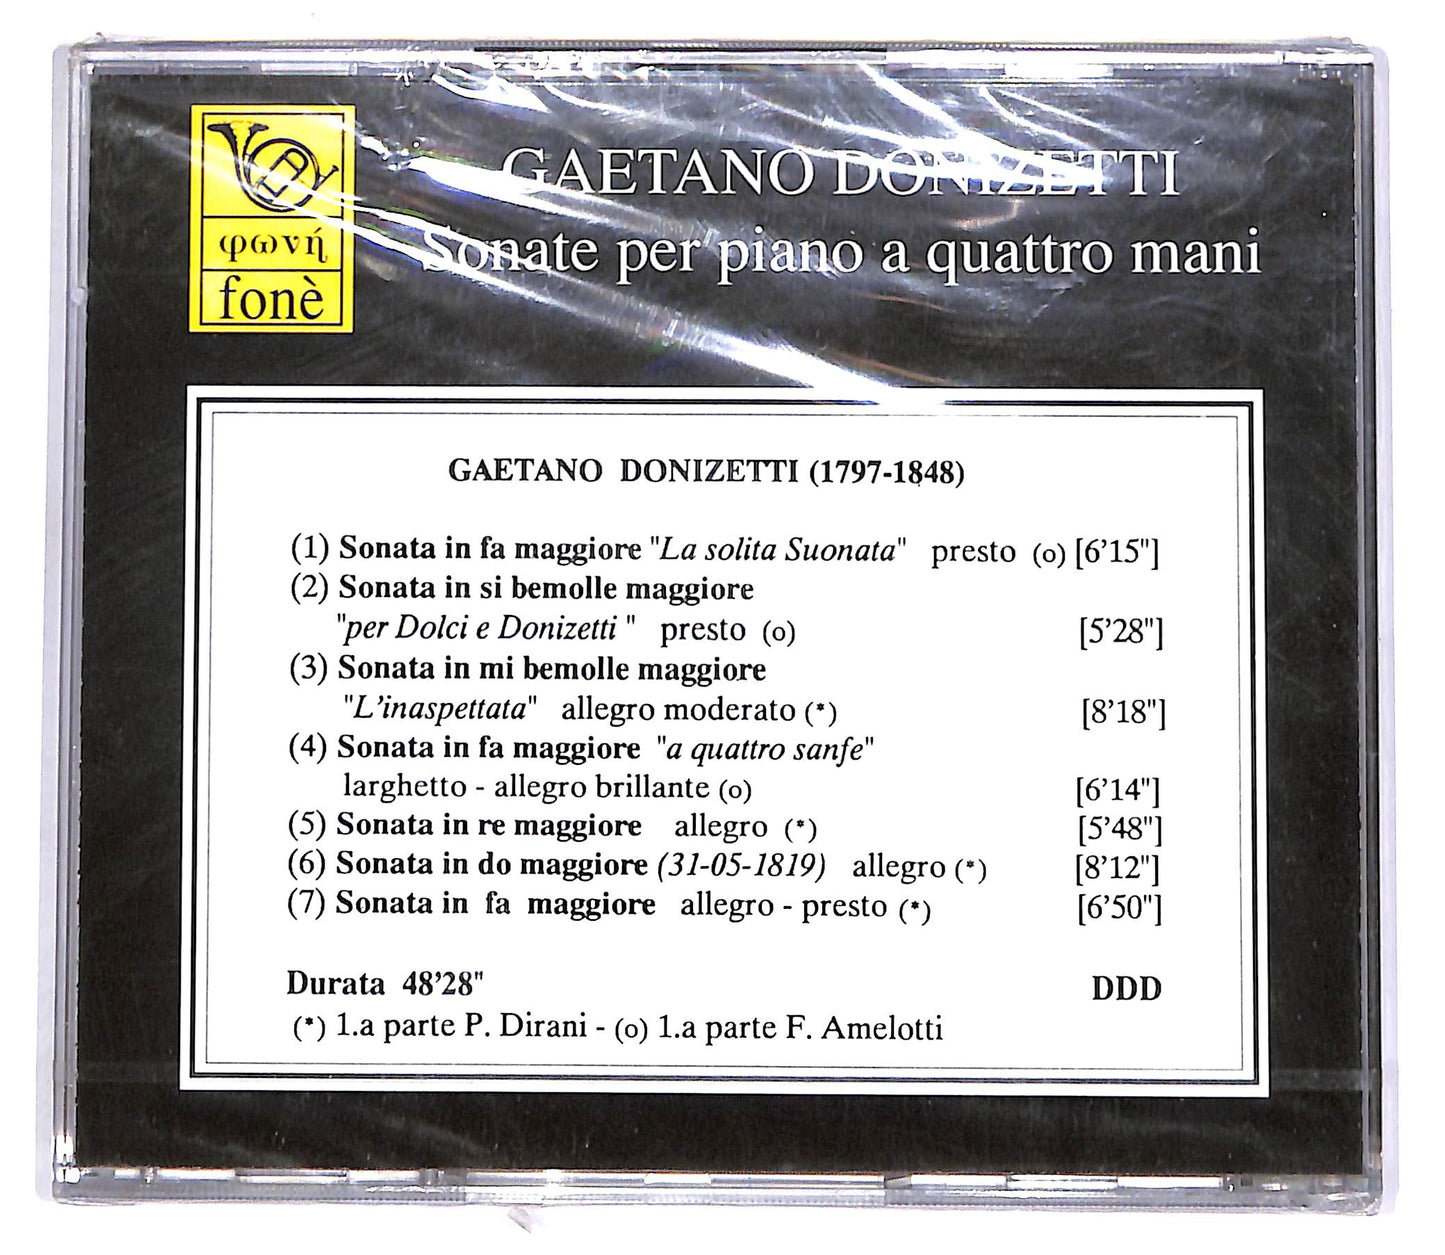 GAETANO DONIZETTI
Sonate per piano a quattro mani
φωνή
fonè
GAETANO DONIZETTI (1797-1848)
(1) Sonata in fa maggiore "La solita Suonata" presto (o) [6'15"]
(2) Sonata in si bemolle maggiore
"per Dolci e Donizetti " presto (o) [5'28"]
(3) Sonata in mi bemolle maggiore
"L'inaspettata" allegro moderato (*) [8'18"]
(4) Sonata in fa maggiore "a quattro sanfe"
larghetto - allegro brillante (o) [6'14"]
(5) Sonata in re maggiore allegro (*) [5'48"]
(6) Sonata in do maggiore (31-05-1819) allegro (*) [8'12"]
(7) Sonata in fa maggiore allegro - presto (*) [6'50"]
Durata 48'28" DDD
(*) 1.a parte P. Dirani - (o) 1.a parte F. Amelotti